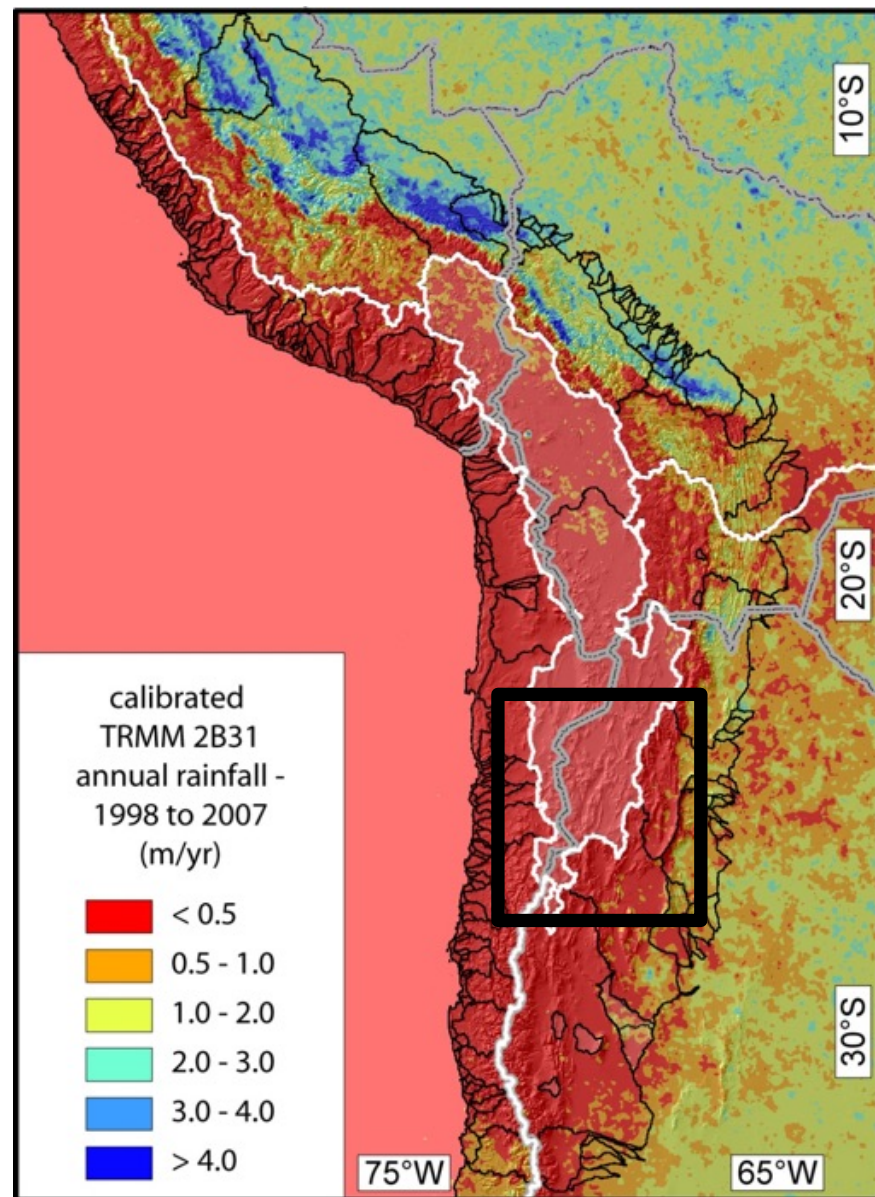 10°S
20°S
calibrated
TRMM 2B31
annual rainfall -
1998 to 2007
(m/yr)
< 0.5
0.5 - 1.0
1.0 - 2.0
2.0 - 3.0
3.0 - 4.0
> 4.0
30°S
75°W
65°W